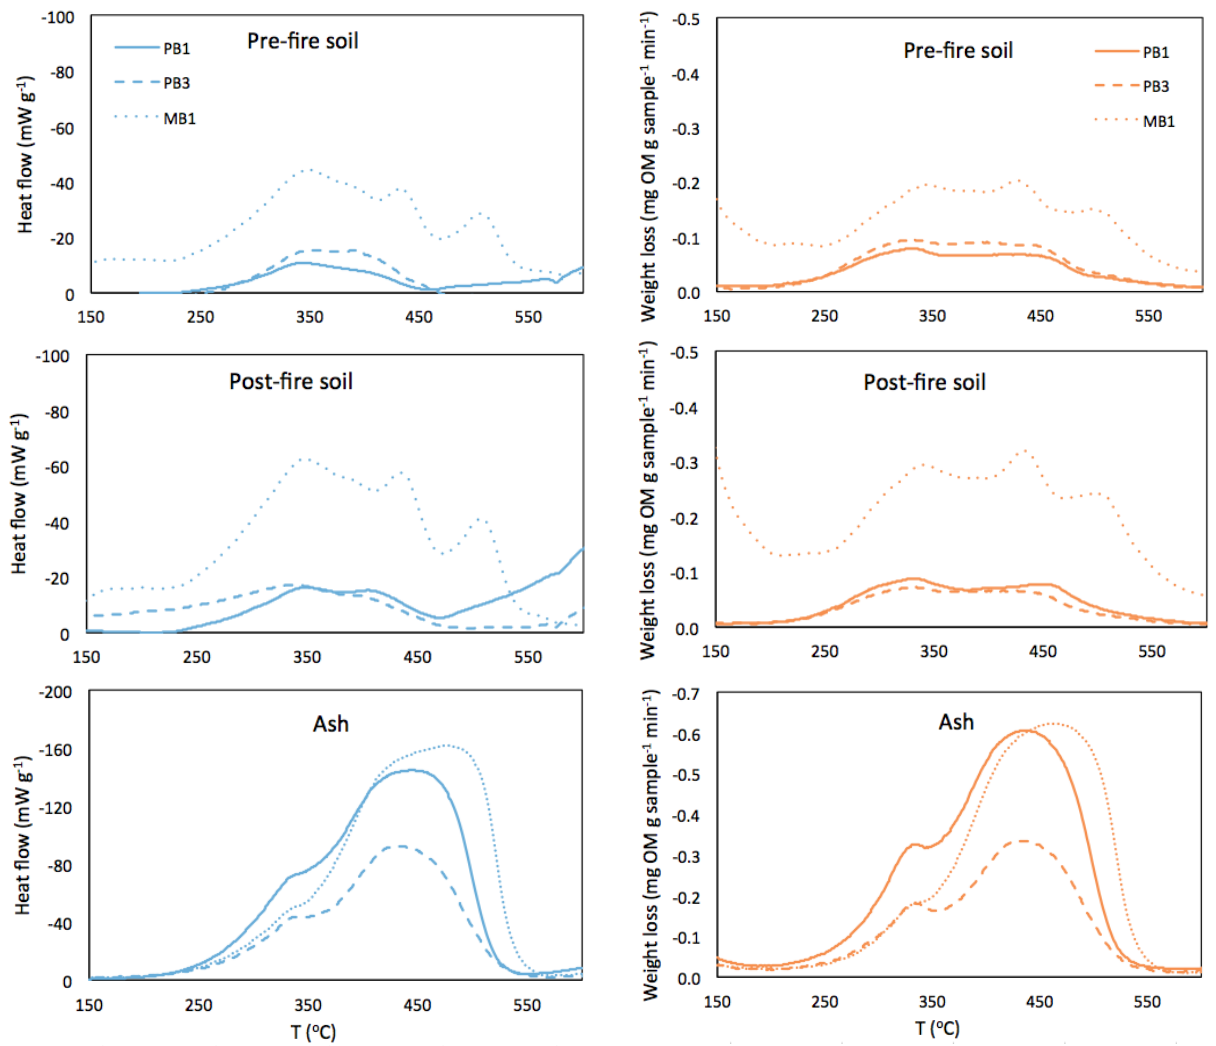 -100
-80
-60
-40
-20
0
Heat flow (mW g-1)
Pre-fire soil
PB1
PB3
MB1
150 250 350 450 550
-0.5
-0.4
-0.3
-0.2
-0.1
0.0
Weight loss (mg OM g sample-1 min-1)
Pre-fire soil
PB1
PB3
MB1
150 250 350 450 550
-100
-80
-60
-40
-20
0
Heat flow (mW g-1)
Post-fire soil
150 250 350 450 550
-0.5
-0.4
-0.3
-0.2
-0.1
0.0
Weight loss (mg OM g sample-1 min-1)
Post-fire soil
150 250 350 450 550
-200
-160
-120
-80
-40
0
Heat flow (mW g-1)
Ash
150 250 350 450 550
T (oC)
-0.7
-0.6
-0.5
-0.4
-0.3
-0.2
-0.1
0.0
Weight loss (mg OM g sample-1 min-1)
Ash
150 250 350 450 550
T (oC)